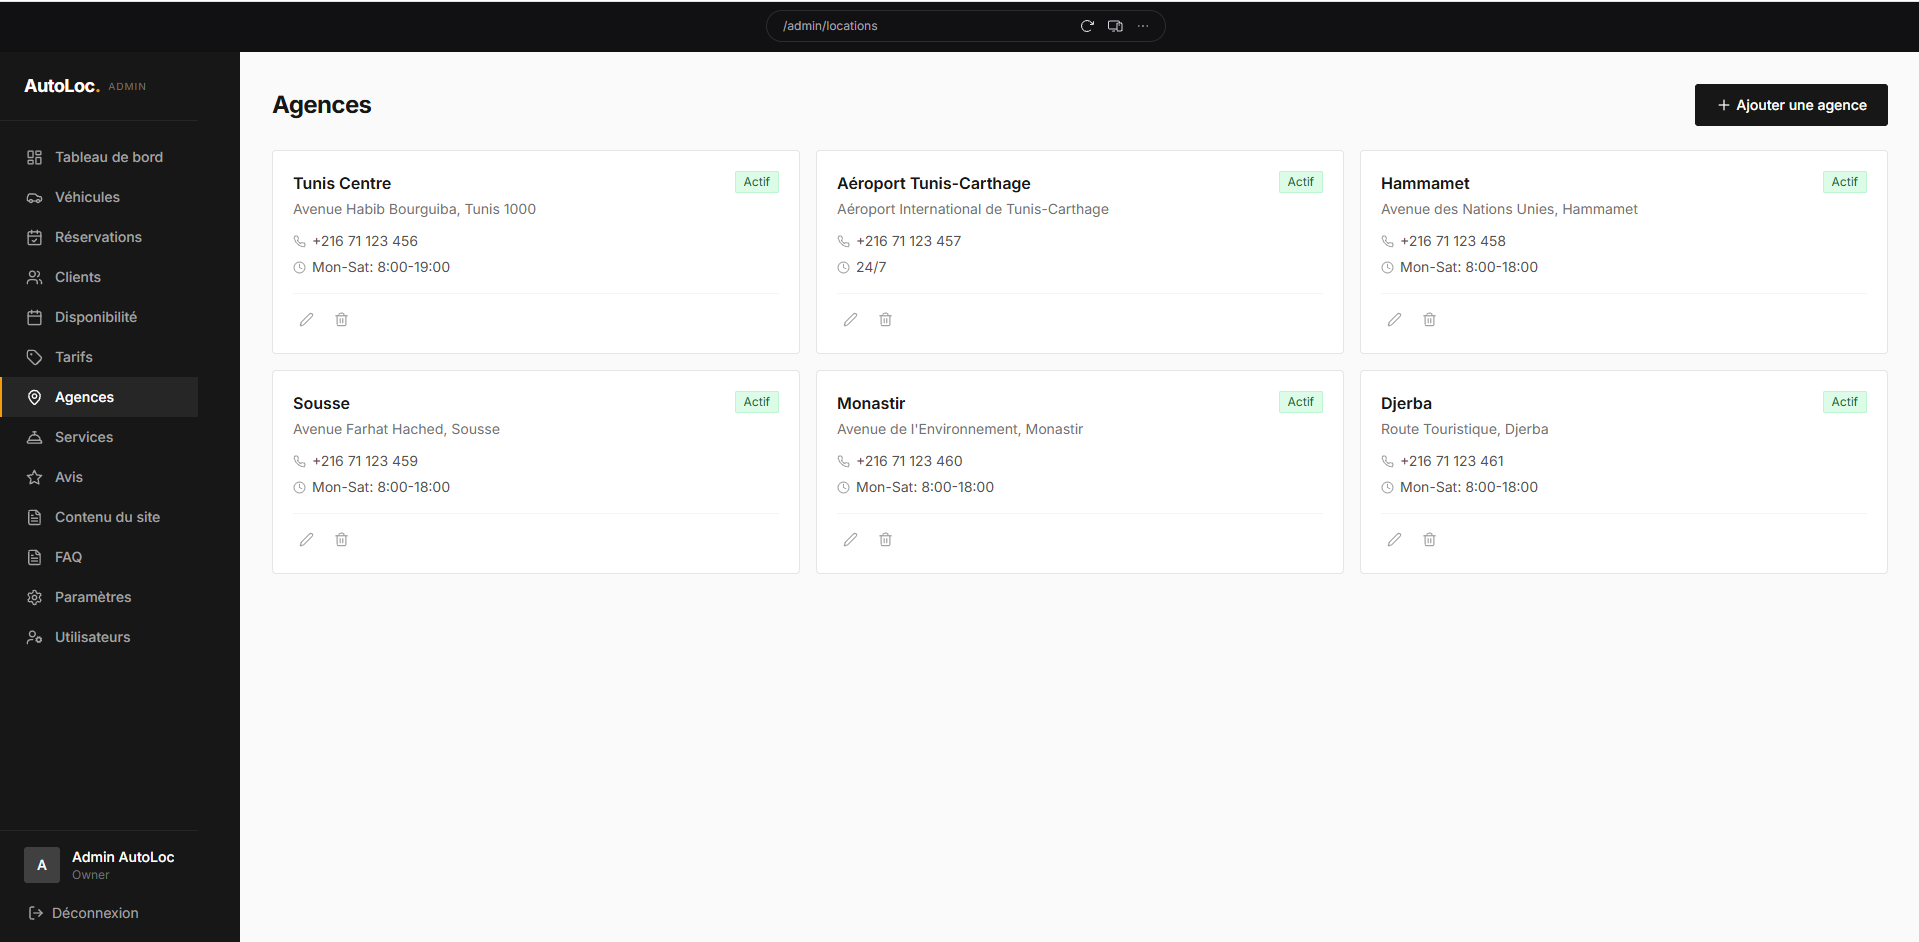 /admin/locations
AutoLoc. ADMIN
Tableau de bord
Véhicules
Réservations
Clients
Disponibilité
Tarifs
Agences
Services
Avis
Contenu du site
FAQ
Paramètres
Utilisateurs
A
Admin AutoLoc
Owner
Déconnexion
Agences
+ Ajouter une agence
Tunis Centre
Actif
Avenue Habib Bourguiba, Tunis 1000
+216 71 123 456
Mon-Sat: 8:00-19:00
Aéroport Tunis-Carthage
Actif
Aéroport International de Tunis-Carthage
+216 71 123 457
24/7
Hammamet
Actif
Avenue des Nations Unies, Hammamet
+216 71 123 458
Mon-Sat: 8:00-18:00
Sousse
Actif
Avenue Farhat Hached, Sousse
+216 71 123 459
Mon-Sat: 8:00-18:00
Monastir
Actif
Avenue de l'Environnement, Monastir
+216 71 123 460
Mon-Sat: 8:00-18:00
Djerba
Actif
Route Touristique, Djerba
+216 71 123 461
Mon-Sat: 8:00-18:00